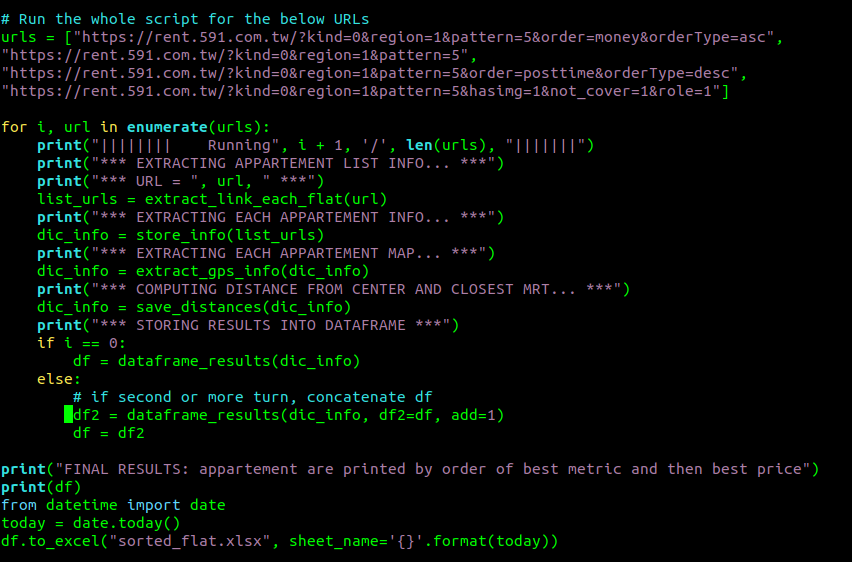 # Run the whole script for the below URLs
urls = ["https://rent.591.com.tw/?kind=0&region=1&pattern=5&order=money&orderType=asc",
"https://rent.591.com.tw/?kind=0&region=1&pattern=5",
"https://rent.591.com.tw/?kind=0&region=1&pattern=5&order=posttime&orderType=desc",
"https://rent.591.com.tw/?kind=0&region=1&pattern=5&hasimg=1&not_cover=1&role=1"]

for i, url in enumerate(urls):
    print("||||||||    Running", i + 1, '/', len(urls), "|||||||")
    print("*** EXTRACTING APPARTEMENT LIST INFO... ***")
    print("*** URL = ", url, " ***")
    list_urls = extract_link_each_flat(url)
    print("*** EXTRACTING EACH APPARTEMENT INFO... ***")
    dic_info = store_info(list_urls)
    print("*** EXTRACTING EACH APPARTEMENT MAP... ***")
    dic_info = extract_gps_info(dic_info)
    print("*** COMPUTING DISTANCE FROM CENTER AND CLOSEST MRT... ***")
    dic_info = save_distances(dic_info)
    print("*** STORING RESULTS INTO DATAFRAME ***")
    if i == 0:
        df = dataframe_results(dic_info)
    else:
        # if second or more turn, concatenate df
        df2 = dataframe_results(dic_info, df2=df, add=1)
        df = df2

print("FINAL RESULTS: appartement are printed by order of best metric and then best price")
print(df)
from datetime import date
today = date.today()
df.to_excel("sorted_flat.xlsx", sheet_name='{}'.format(today))